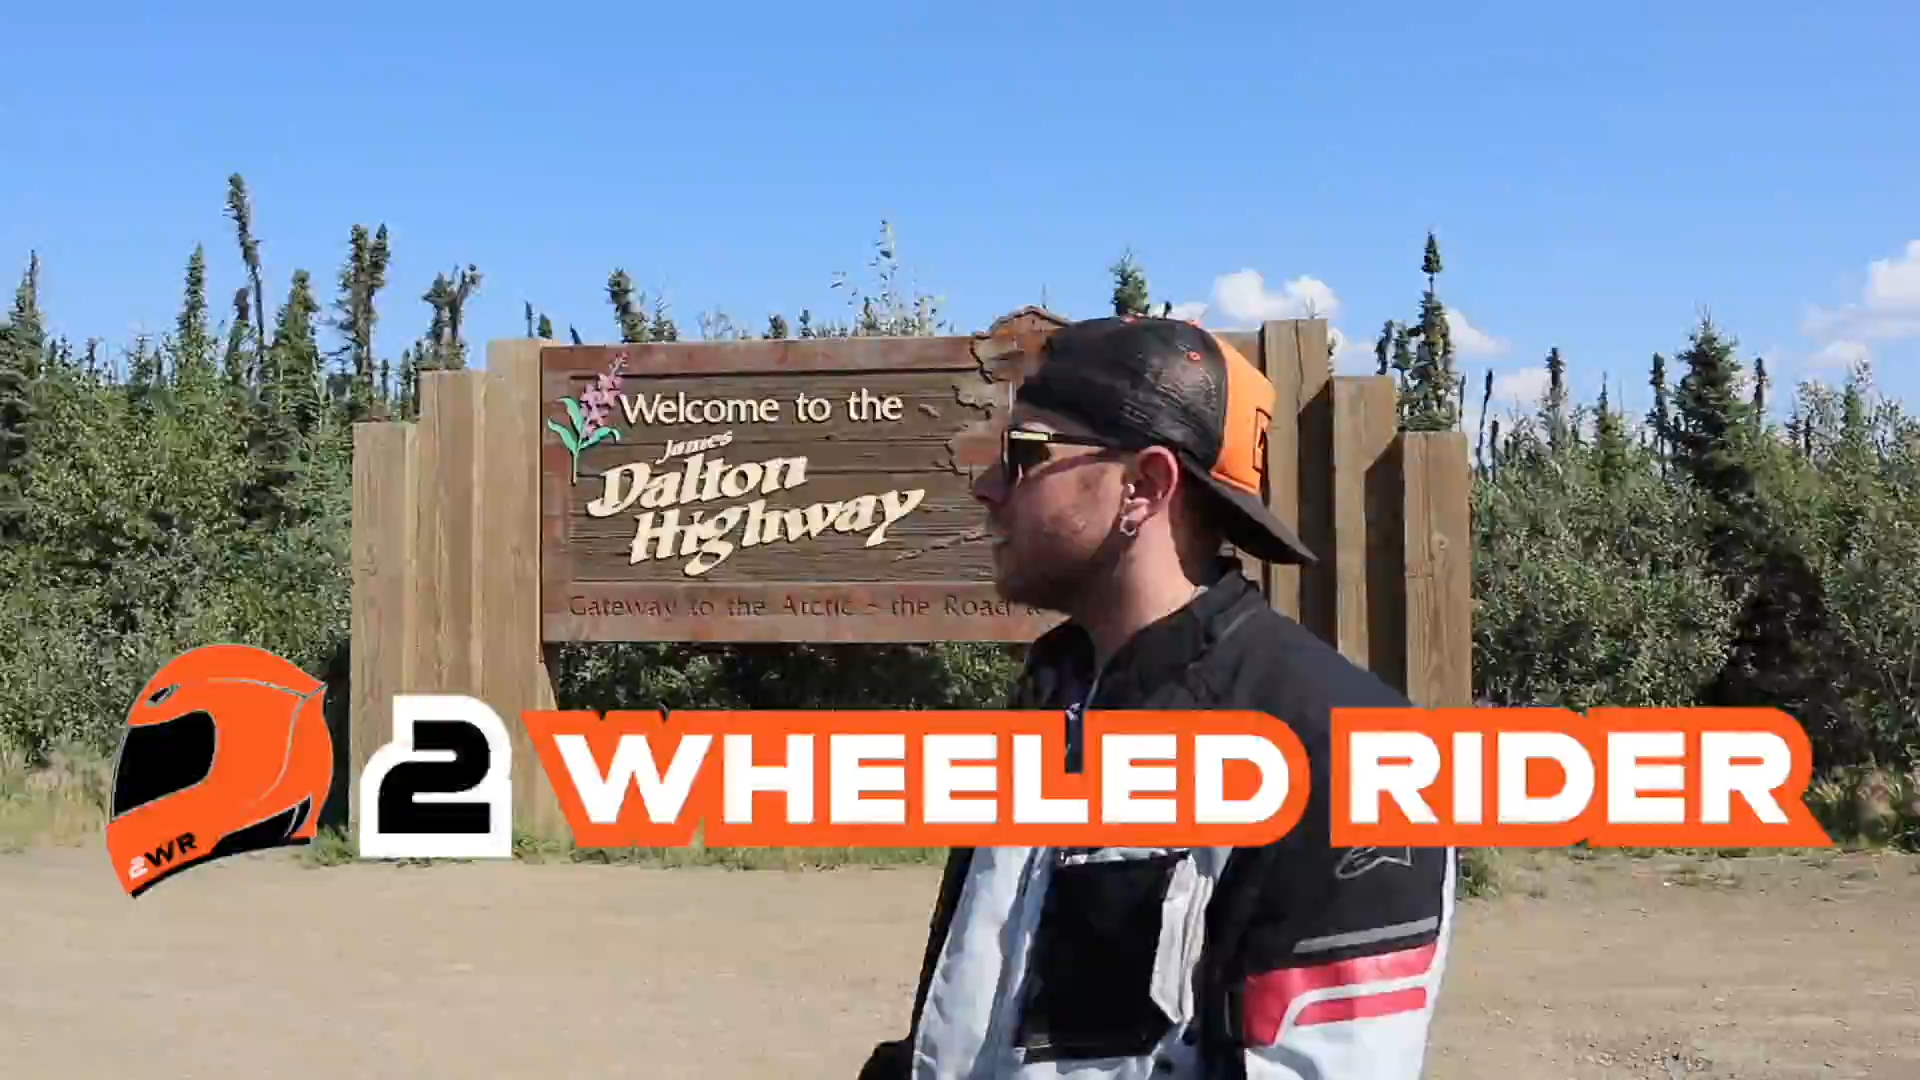 Welcome to the
James
Dalton
Highway
Gateway to the Arctic - the Road
2 WHEELED RIDER
2WR